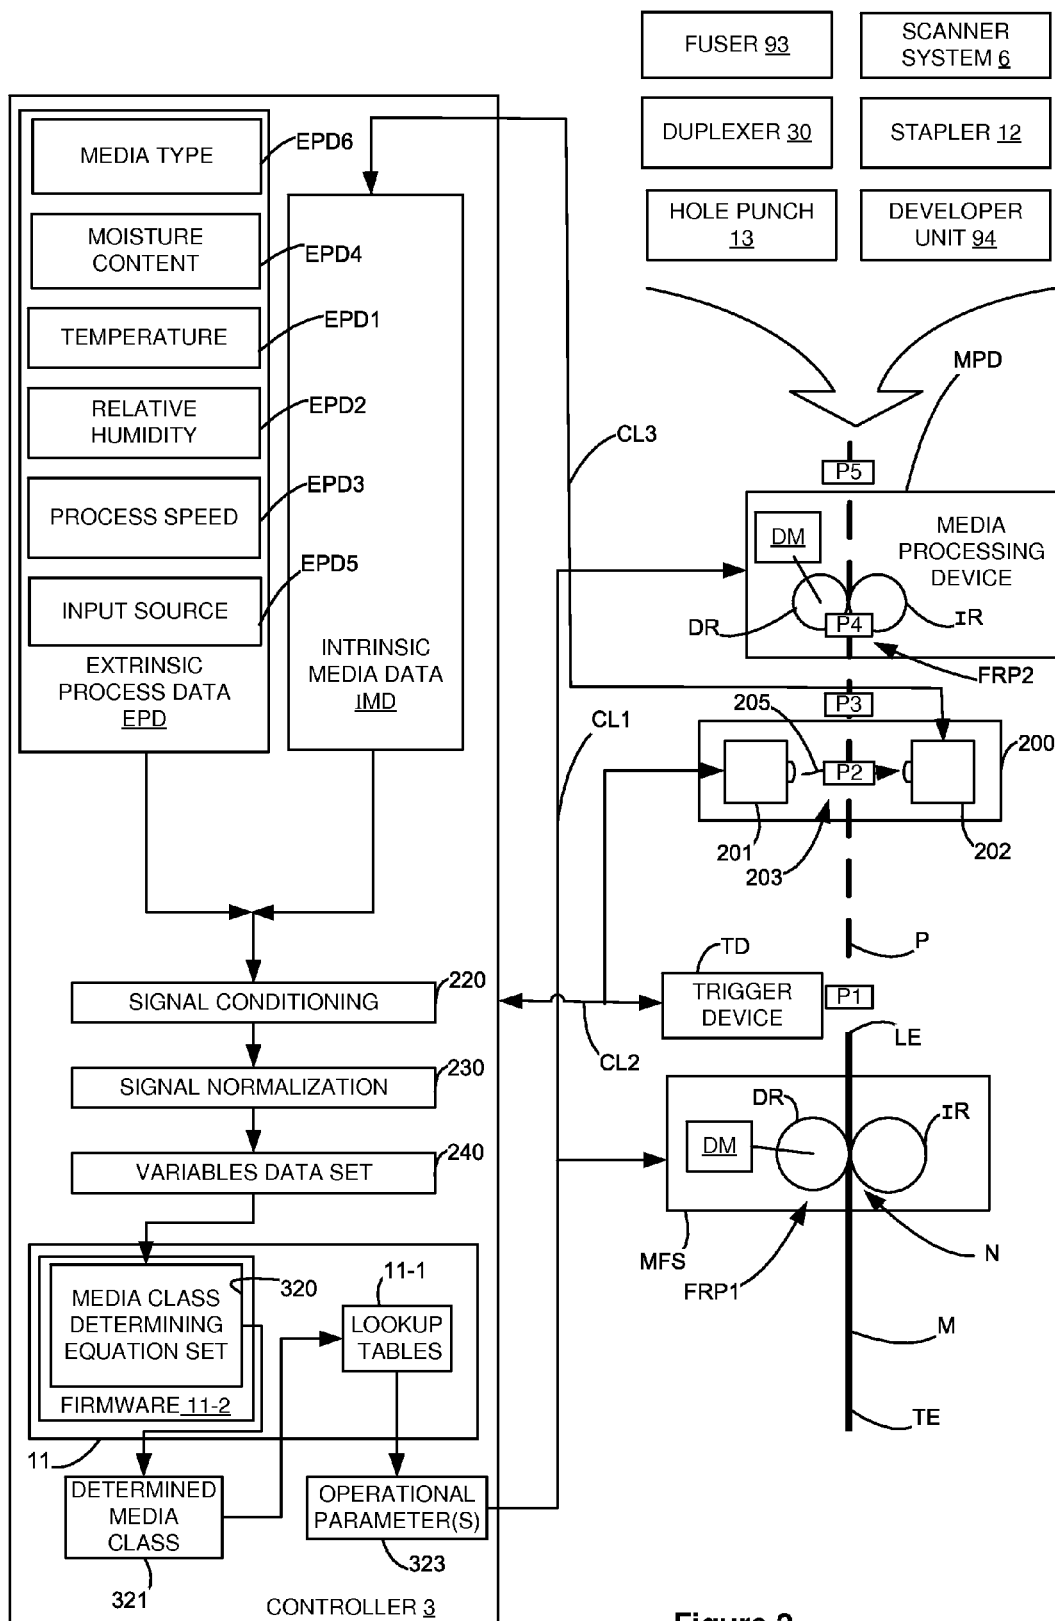 FUSER 93
SCANNER
SYSTEM 6
DUPLEXER 30
STAPLER 12
HOLE PUNCH
13
DEVELOPER
UNIT 94
MEDIA TYPE
EPD6
MOISTURE
CONTENT
EPD4
TEMPERATURE
EPD1
RELATIVE
HUMIDITY
EPD2
PROCESS SPEED
EPD3
INPUT SOURCE
EPD5
EXTRINSIC
PROCESS DATA
EPD
INTRINSIC
MEDIA DATA
IMD
CL3
MPD
P5
DM
MEDIA
PROCESSING
DEVICE
DR
P4
IR
FRP2
CL1
205
P3
200
P2
201
203
202
P
TD
TRIGGER
DEVICE
P1
CL2
LE
SIGNAL CONDITIONING
220
SIGNAL NORMALIZATION
230
VARIABLES DATA SET
240
DR
IR
DM
MFS
FRP1
N
M
TE
MEDIA CLASS
DETERMINING
EQUATION SET
320
FIRMWARE 11-2
11-1
LOOKUP
TABLES
11
DETERMINED
MEDIA
CLASS
321
OPERATIONAL
PARAMETER(S)
323
CONTROLLER 3